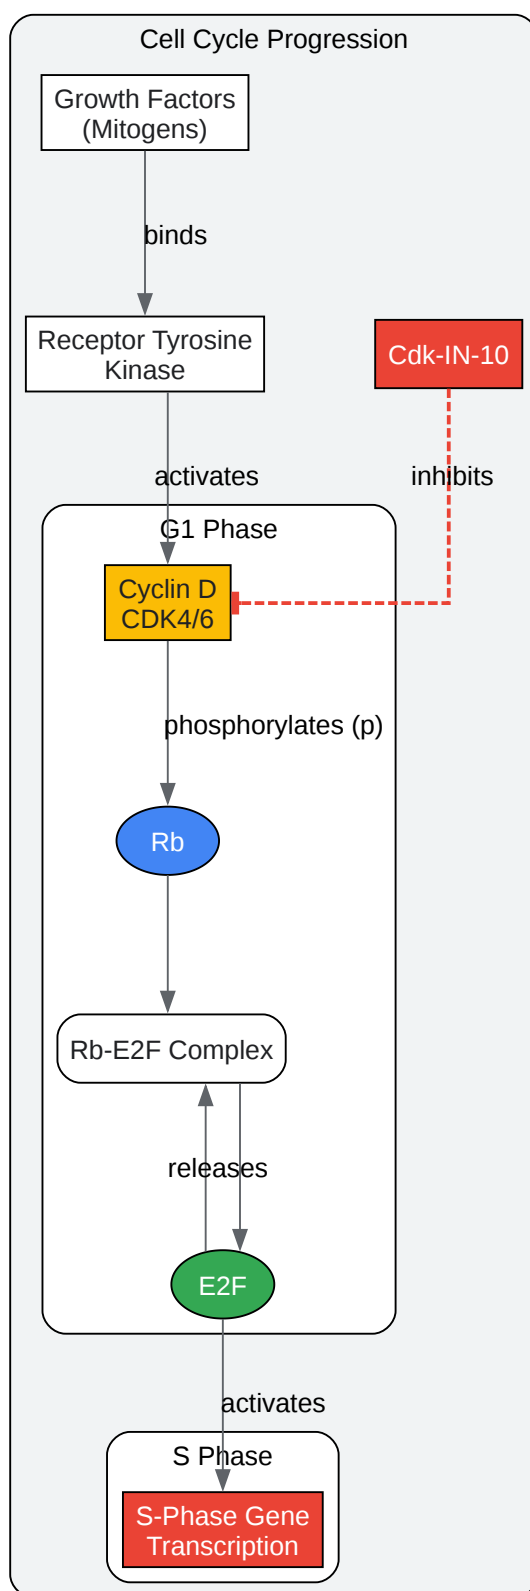 Cell Cycle Progression
Growth Factors
(Mitogens)
binds
Receptor Tyrosine
Kinase
Cdk-IN-10
activates
inhibits
G1 Phase
Cyclin D
CDK4/6
phosphorylates (p)
Rb
Rb-E2F Complex
releases
E2F
activates
S Phase
S-Phase Gene
Transcription